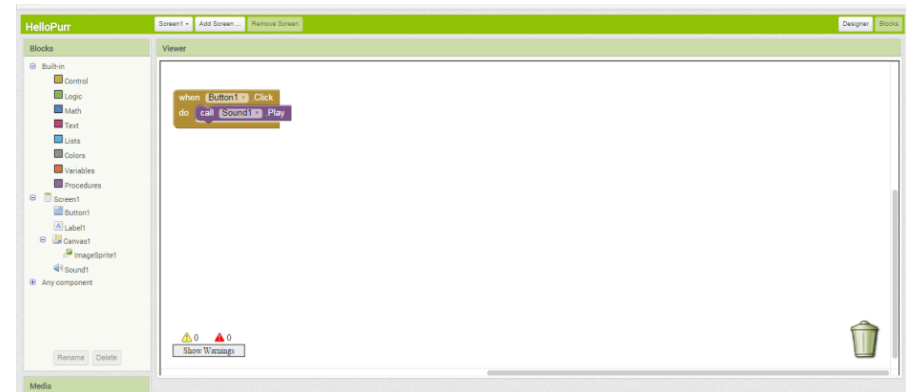 HelloPurr
Screen1
Add Screen ...
Remove Screen
Designer
Blocks
Blocks
Viewer
Built-in
Control
Logic
Math
Text
Lists
Colors
Variables
Procedures
Screen1
Button1
A Label1
Canvas1
ImageSprite1
Sound1
Any component
Rename
Delete
Media
when Button1 .Click
do call Sound1 .Play
0 0
Show Warnings